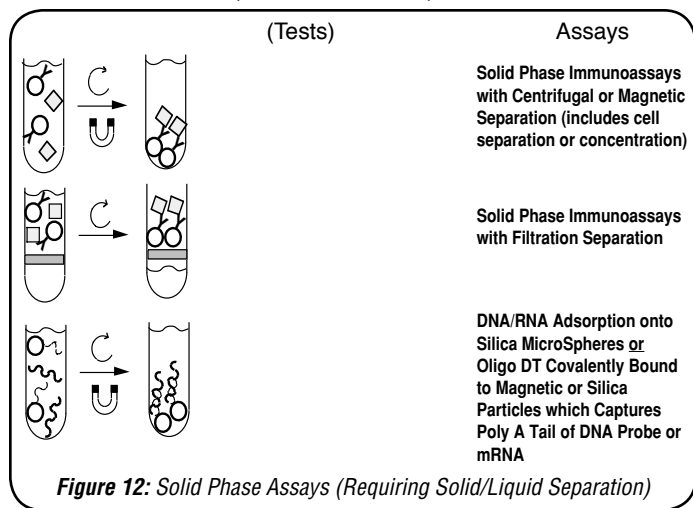 (Tests) Assays
Solid Phase Immunoassays
with Centrifugal or Magnetic
Separation (includes cell
separation or concentration)
Solid Phase Immunoassays
with Filtration Separation
DNA/RNA Adsorption onto
Silica MicroSpheres or
Oligo DT Covalently Bound
to Magnetic or Silica
Particles which Captures
Poly A Tail of DNA Probe or
mRNA
Figure 12: Solid Phase Assays (Requiring Solid/Liquid Separation)